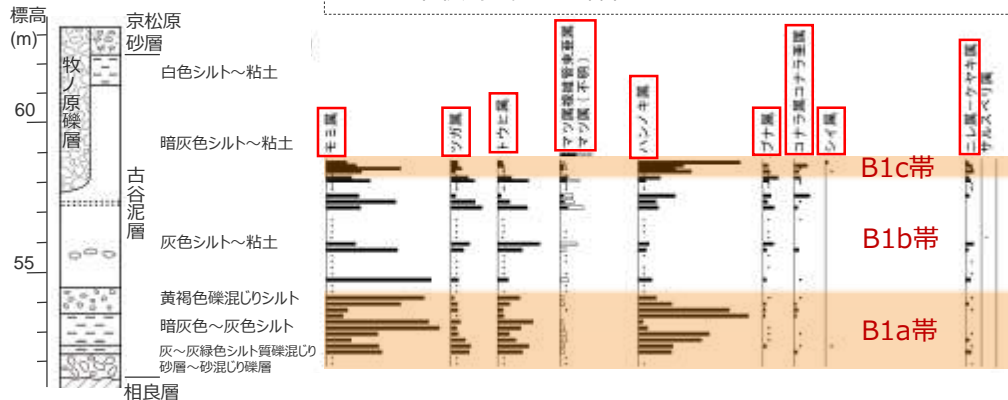 標高
(m)
京松原
砂層
牧ノ原礫層
白色シルト～粘土
60
暗灰色シルト～粘土
古谷泥層
灰色シルト～粘土
55
黄褐色礫混じりシルト
暗灰色～灰色シルト
灰～灰緑色シルト質礫混じり
砂層～砂混じり礫層
相良層
モミ属
ツガ属
トウヒ属
マツ属複維管束亜属
マツ属(不明)
ハンノキ属
ブナ属
コナラ属コナラ亜属
シイ属
ニレ属ーケヤキ属
サルスベリ属
B1c帯
B1b帯
B1a帯